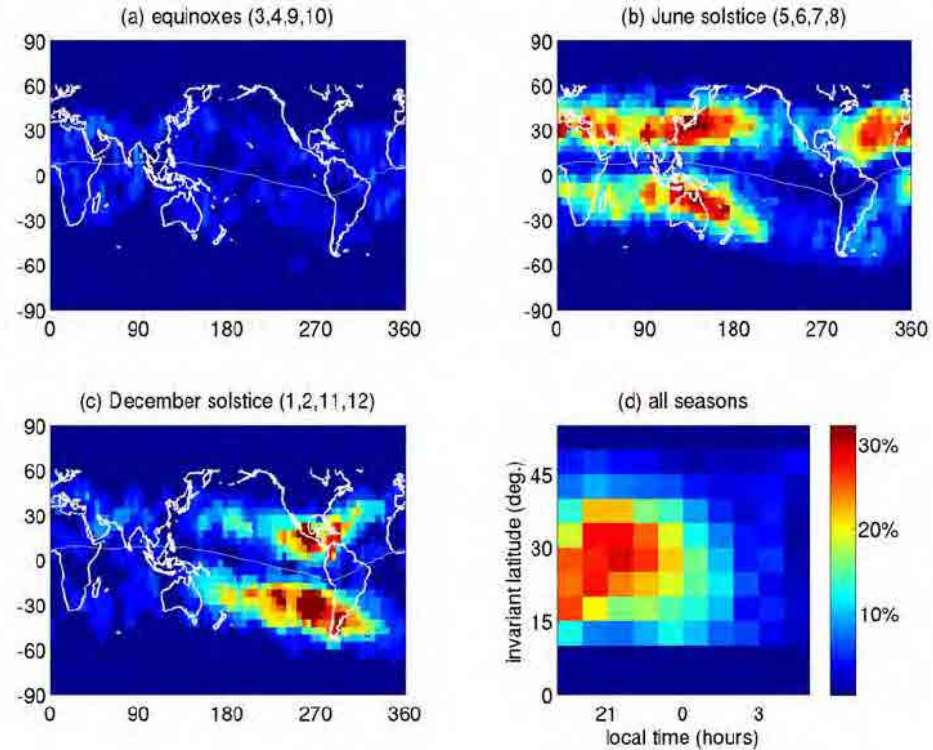 (a) equinoxes (3,4,9,10)
90
60
30
0
-30
-60
-90
0 90 180 270 360
(b) June solstice (5,6,7,8)
90
60
30
0
-30
-60
-90
0 90 180 270 360
(c) December solstice (1,2,11,12)
90
60
30
0
-30
-60
-90
0 90 180 270 360
(d) all seasons
invariant latitude (deg.)
45
30
15
0
21 0 3
local time (hours)
30%
20%
10%